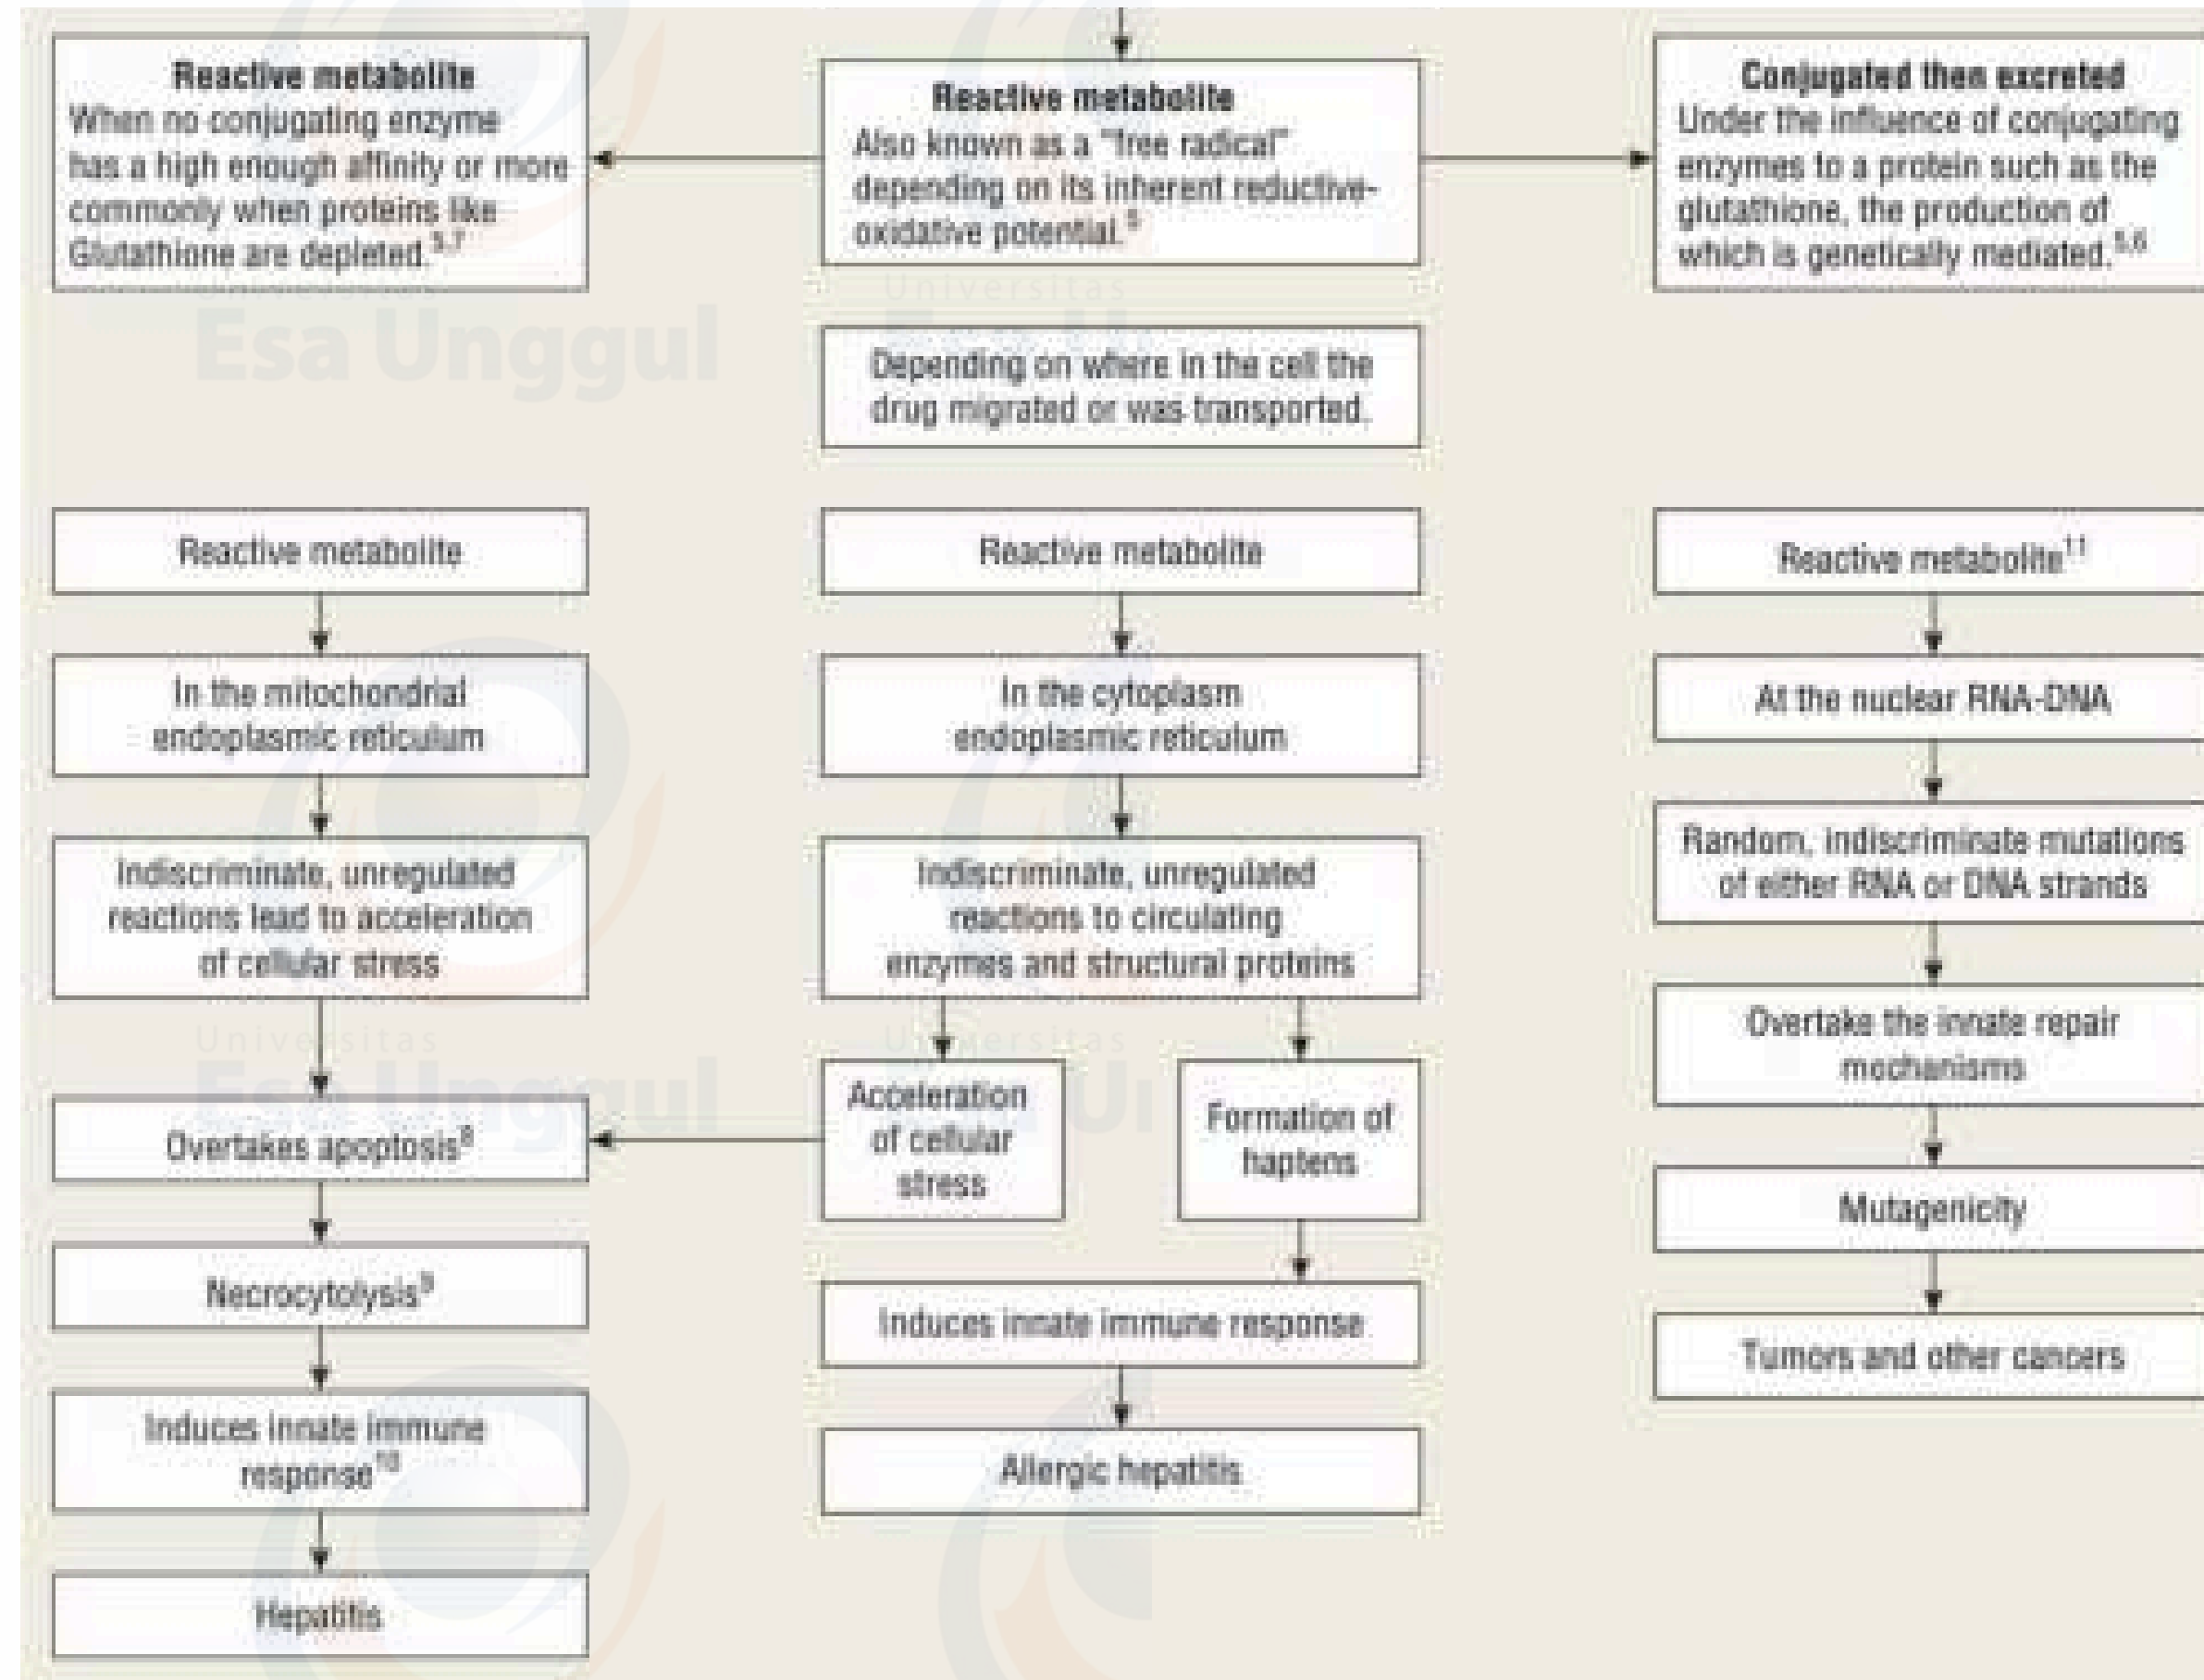 Reactive metabolite
When no conjugating enzyme
has a high enough affinity or more
commonly when proteins like
Glutathione are depleted.5,7
Reactive metabolite
Also known as a "free radical"
depending on its inherent reductive-
oxidative potential.5
Conjugated then excreted
Under the influence of conjugating
enzymes to a protein such as the
glutathione, the production of
which is genetically mediated.5,6
Universitas
Esa Unggul
Universitas
Depending on where in the cell the
drug migrated or was transported.
Reactive metabolite
In the mitochondrial
endoplasmic reticulum
Indiscriminate, unregulated
reactions lead to acceleration
of cellular stress
Universitas
Esa Unggul
Overtakes apoptosis8
Necrocytolysis9
Induces innate immune
response10
Hepatitis
Reactive metabolite
In the cytoplasm
endoplasmic reticulum
Indiscriminate, unregulated
reactions to circulating
enzymes and structural proteins
Universitas
Acceleration
of cellular
stress
Formation of
haptens
Induces innate immune response
Allergic hepatitis
Reactive metabolite11
At the nuclear RNA-DNA
Random, indiscriminate mutations
of either RNA or DNA strands
Overtake the innate repair
mechanisms
Mutagenicity
Tumors and other cancers